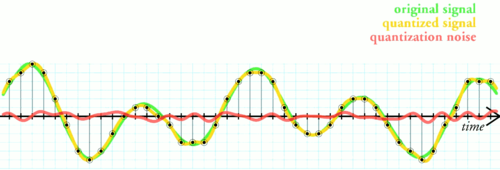 original signal
quantized signal
quantization noise
time